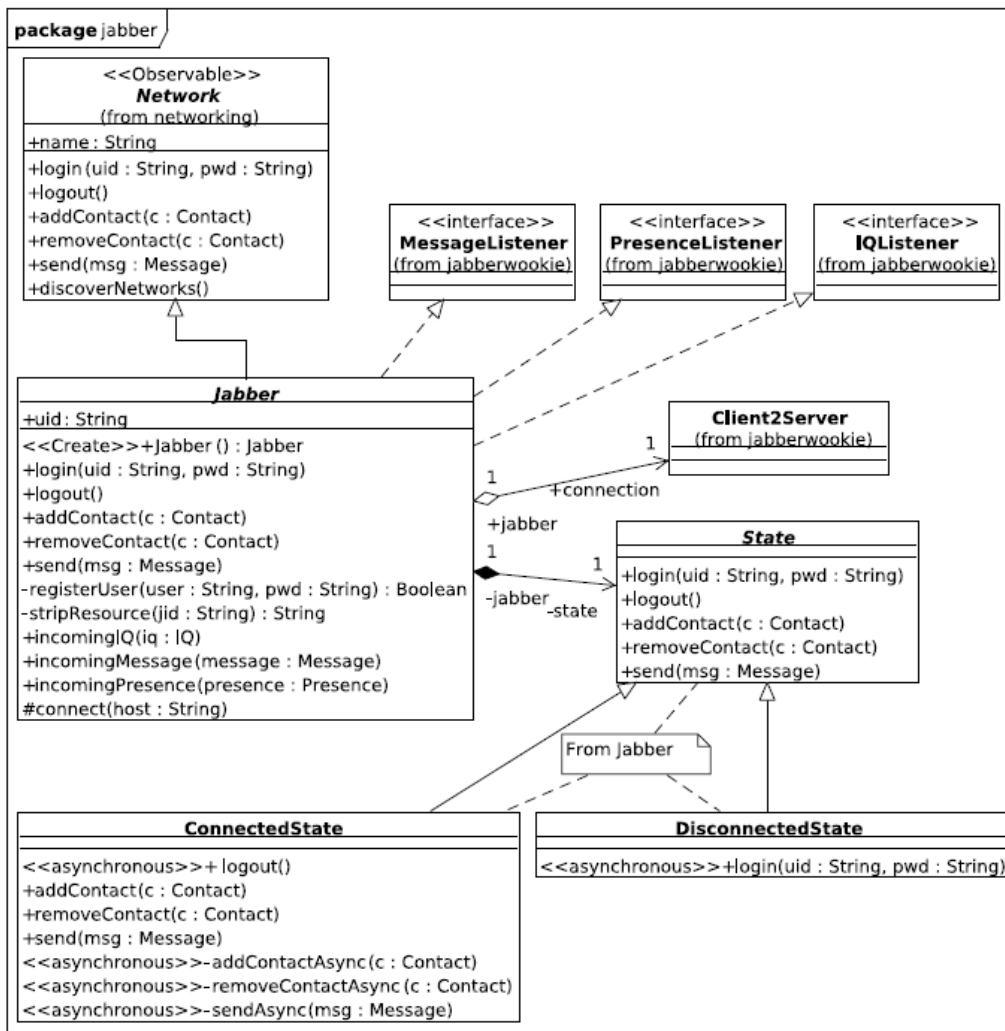 package jabber
<<Observable>>
Network
(from networking)
+name : String
+login (uid : String, pwd : String)
+logout()
+addContact(c : Contact)
+removeContact(c : Contact)
+send(msg : Message)
+discoverNetworks()
<<interface>>
MessageListener
(from jabberwookie)
<<interface>>
PresenceListener
(from jabberwookie)
<<interface>>
IQListener
(from jabberwookie)
Jabber
+uid : String
<<Create>>+Jabber () : Jabber
+login(uid : String, pwd : String)
+logout()
+addContact(c : Contact)
+removeContact(c : Contact)
+send(msg : Message)
-registerUser(user : String, pwd : String) : Boolean
-stripResource(jid : String) : String
+incomingIQ(iq : IQ)
+incomingMessage(message : Message)
+incomingPresence(presence : Presence)
#connect(host : String)
Client2Server
(from jabberwookie)
1
1
+connection
+jabber
1
1
-jabber
-state
State
+login(uid : String, pwd : String)
+logout()
+addContact(c : Contact)
+removeContact(c : Contact)
+send(msg : Message)
From Jabber
ConnectedState
<<asynchronous>>+ logout()
+addContact(c : Contact)
+removeContact(c : Contact)
+send(msg : Message)
<<asynchronous>>-addContactAsync(c : Contact)
<<asynchronous>>-removeContactAsync (c : Contact)
<<asynchronous>>-sendAsync(msg : Message)
DisconnectedState
<<asynchronous>>+login(uid : String, pwd : String)